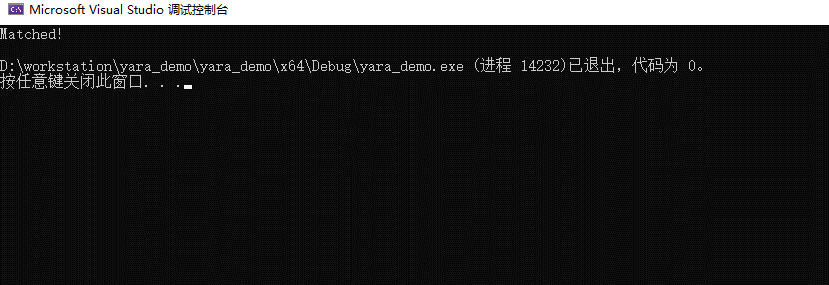 C:\ Microsoft Visual Studio 调试控制台
Matched!
D:\workstation\yara_demo\yara_demo\x64\Debug\yara_demo.exe (进程 14232)已退出，代码为 0。
按任意键关闭此窗口. . .